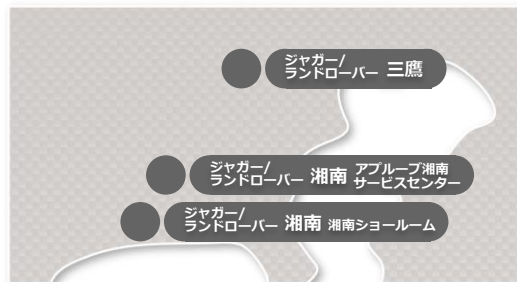 ジャガー/
ランドローバー 三鷹
ジャガー/
ランドローバー 湘南 アプルーブ湘南
サービスセンター
ジャガー/
ランドローバー 湘南 湘南ショールーム